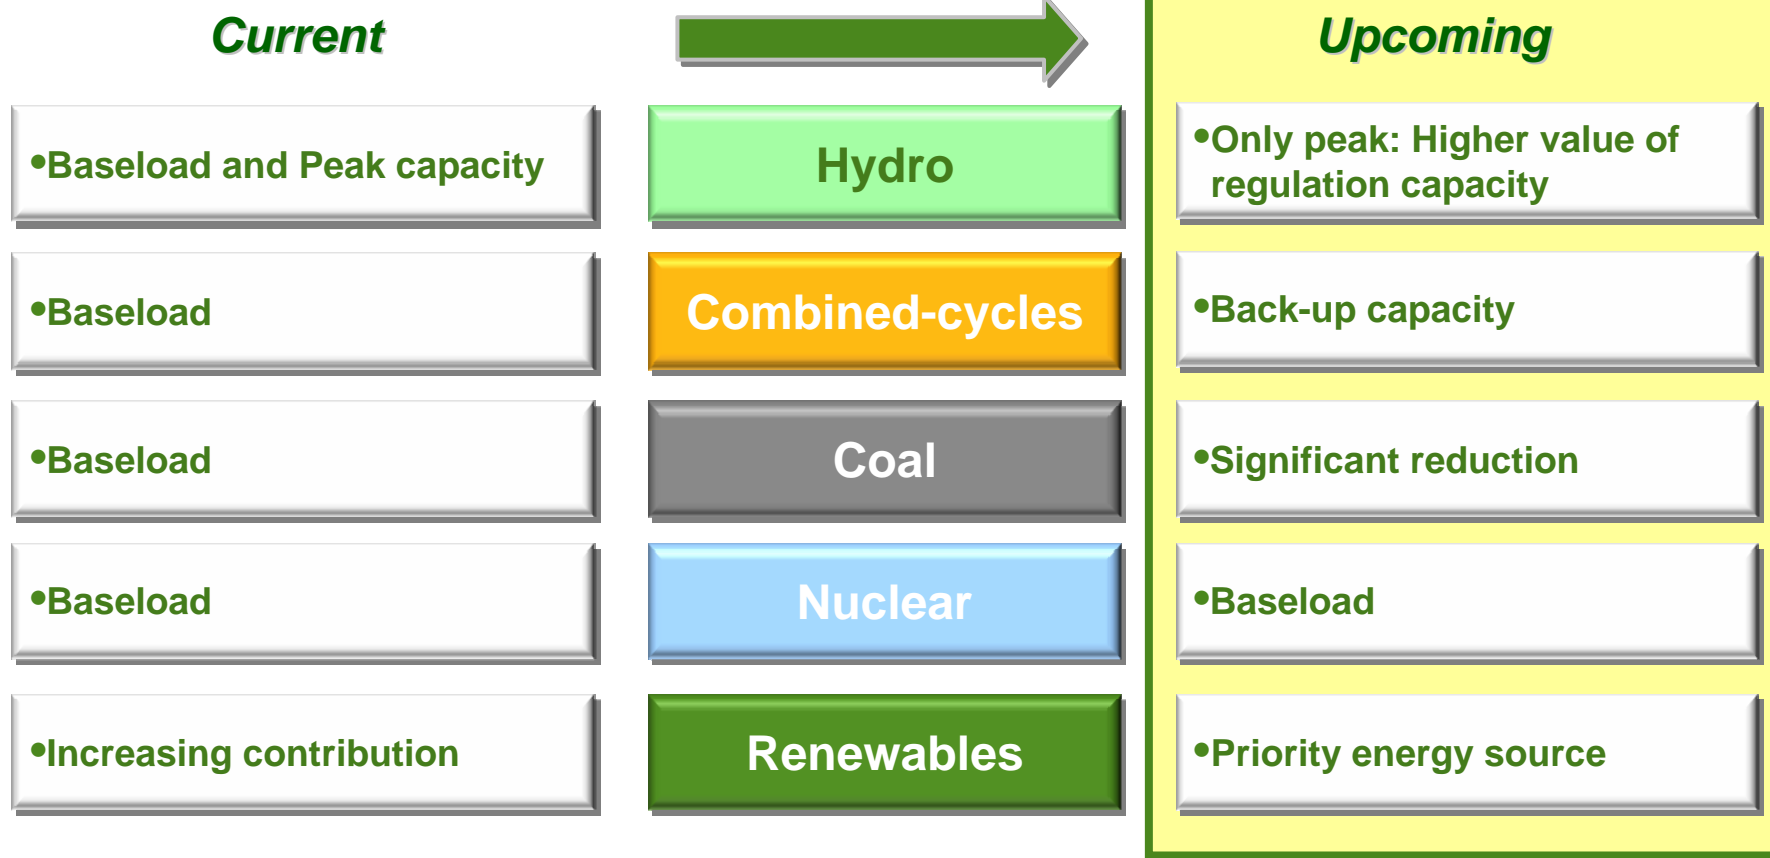 Current
Upcoming
•Baseload and Peak capacity
Hydro
•Only peak: Higher value of
regulation capacity
•Baseload
Combined-cycles
•Back-up capacity
•Baseload
Coal
•Significant reduction
•Baseload
Nuclear
•Baseload
•Increasing contribution
Renewables
•Priority energy source